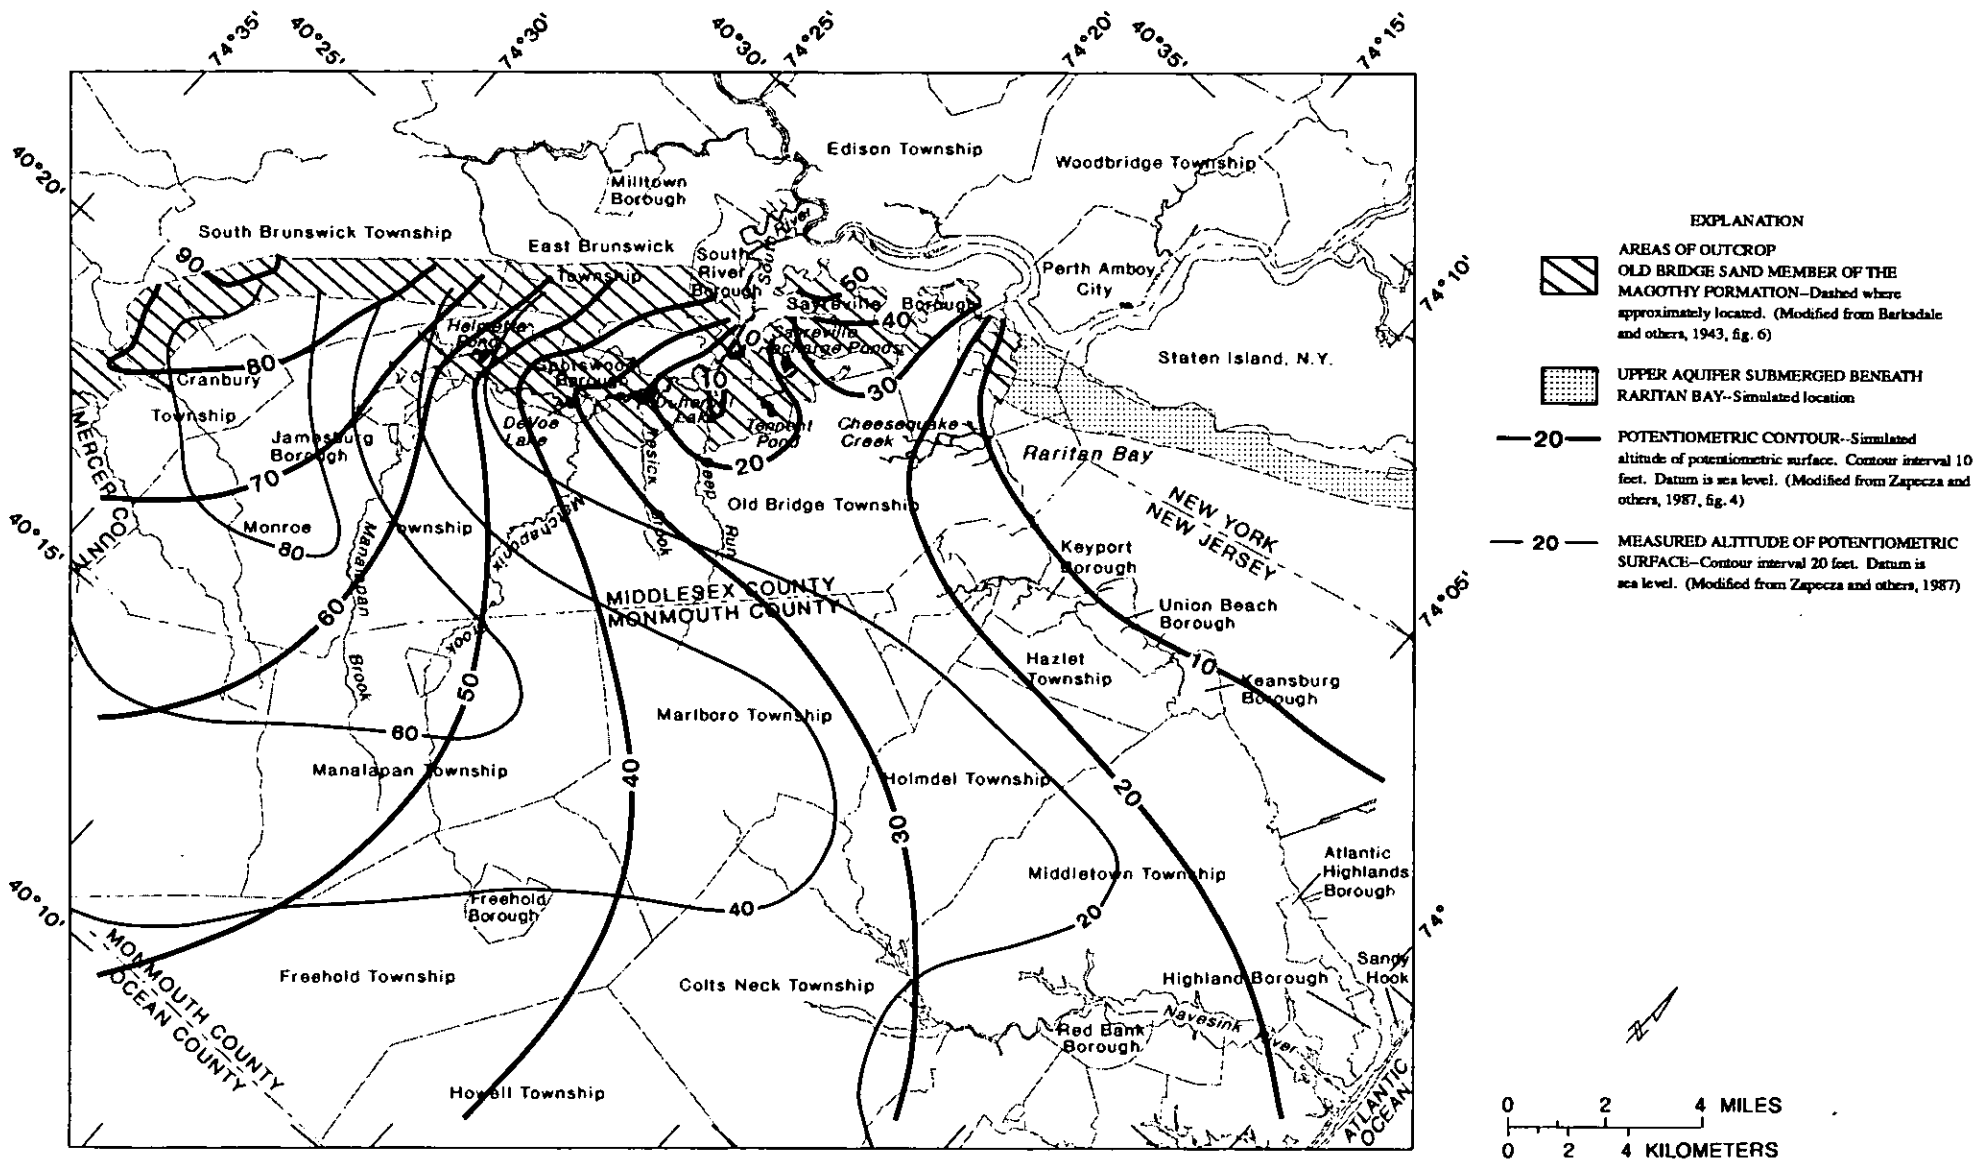 74°35'
40°25'
74°30'
40°30'
74°25'
74°20'
40°35'
74°15'
40°20'
Edison Township
Woodbridge Township
Milltown
Borough
South Brunswick Township
East Brunswick
Township
South
River
Borough
South River
90
50
Sayreville Borough
Perth Amboy
City
74°10'
40
Helmetta
Pond
Sayreville
Recharge Ponds
0
80
Cranbury
Township
Spotswood
Borough
10
30
Staten Island, N.Y.
Duhernal
Lake
DeVoe
Lake
Tennent
Pond
Cheesequake
Creek
MERCER COUNTY
Jamesburg
Borough
Raritan Bay
20
70
Iresick Brook
Deep Run
Old Bridge Township
NEW YORK
NEW JERSEY
Monroe Township
80
Matchaponix Brook
Manalapan Brook
40°15'
Keyport
Borough
74°05'
60
MIDDLESEX COUNTY
MONMOUTH COUNTY
Union Beach
Borough
10
Hazlet
Township
Keansburg
Borough
50
Marlboro Township
60
Manalapan Township
40
Holmdel Township
20
30
Atlantic
Highlands
Borough
Middletown Township
40°10'
Freehold
Borough
40
20
74°
MONMOUTH COUNTY
OCEAN COUNTY
Freehold Township
Colts Neck Township
Highland Borough
Sandy
Hook
Navesink River
Red Bank
Borough
Howell Township
ATLANTIC
OCEAN
EXPLANATION
AREAS OF OUTCROP
OLD BRIDGE SAND MEMBER OF THE
MAGOTHY FORMATION--Dashed where
approximately located. (Modified from Barksdale
and others, 1943, fig. 6)
UPPER AQUIFER SUBMERGED BENEATH
RARITAN BAY--Simulated location
20
POTENTIOMETRIC CONTOUR--Simulated
altitude of potentiometric surface. Contour interval 10
feet. Datum is sea level. (Modified from Zapecza and
others, 1987, fig. 4)
20
MEASURED ALTITUDE OF POTENTIOMETRIC
SURFACE--Contour interval 20 feet. Datum is
sea level. (Modified from Zapecza and others, 1987)
0 2 4 MILES
0 2 4 KILOMETERS